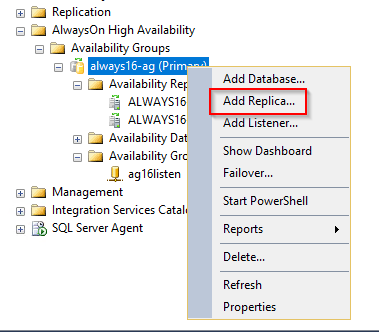 Replication
AlwaysOn High Availability
Availability Groups
always16-ag (Primary)
Availability Rep
ALWAYS16
ALWAYS16
Availability Dat
Availability Gro
ag16listen
Management
Integration Services Catalo
SQL Server Agent
Add Database...
Add Replica...
Add Listener...
Show Dashboard
Failover...
Start PowerShell
Reports
Delete...
Refresh
Properties